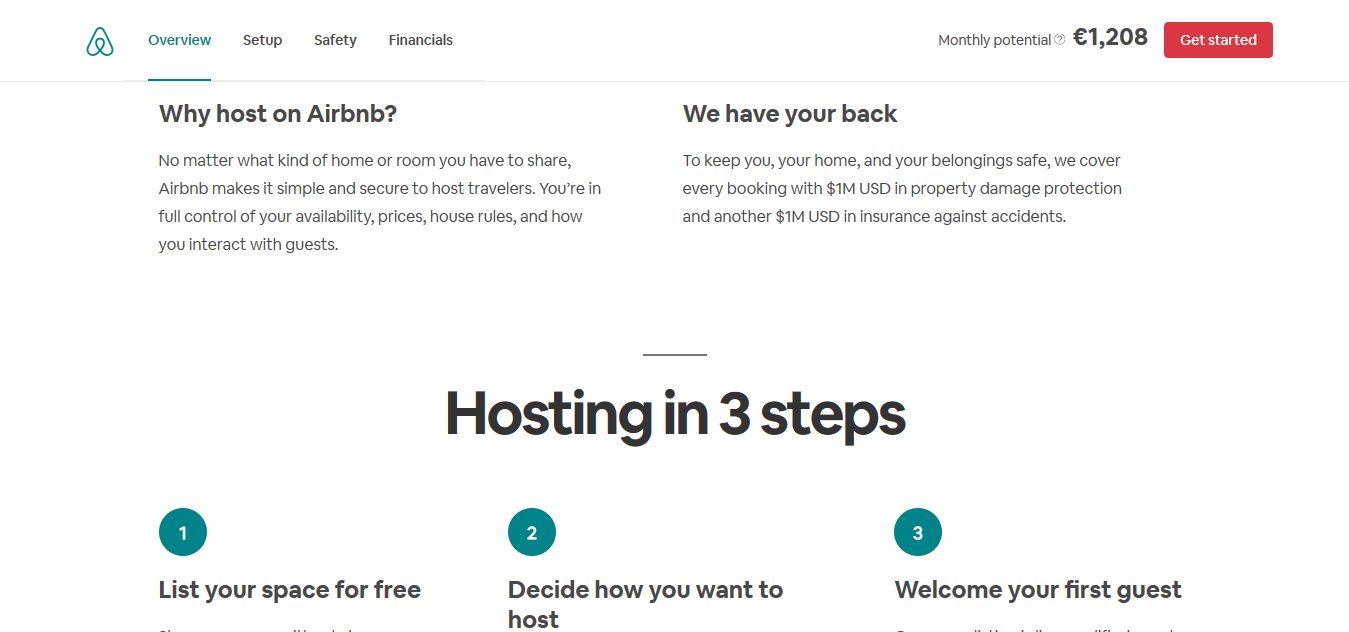 Overview Setup Safety Financials Monthly potential ? €1,208 Get started
Why host on Airbnb?
No matter what kind of home or room you have to share,
Airbnb makes it simple and secure to host travelers. You’re in
full control of your availability, prices, house rules, and how
you interact with guests.
We have your back
To keep you, your home, and your belongings safe, we cover
every booking with $1M USD in property damage protection
and another $1M USD in insurance against accidents.
Hosting in 3 steps
1
List your space for free
2
Decide how you want to
host
3
Welcome your first guest